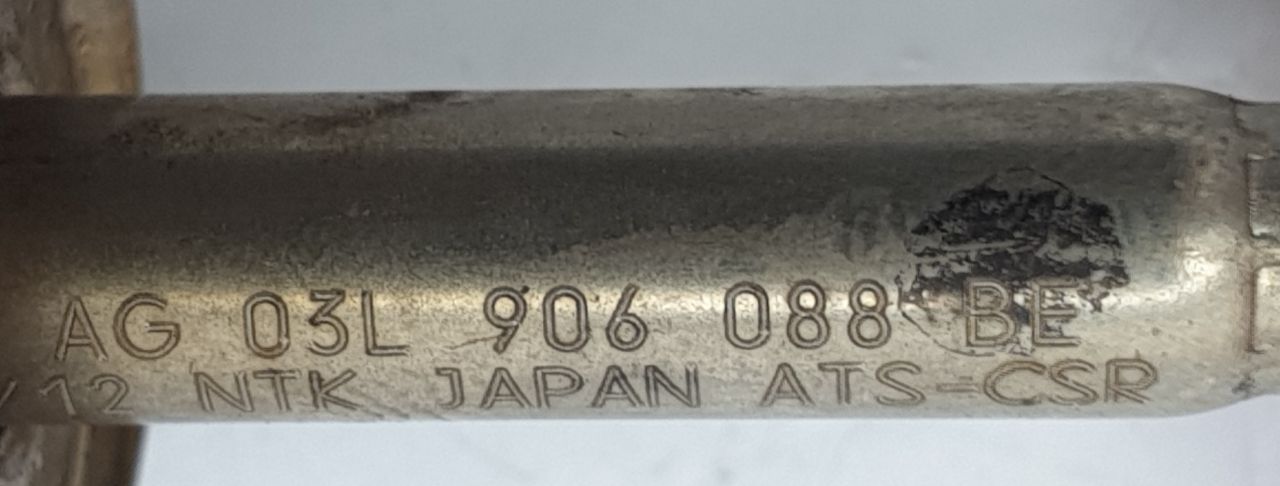 AG 03L 906 088 BE
/12 NTK JAPAN ATS-CSR